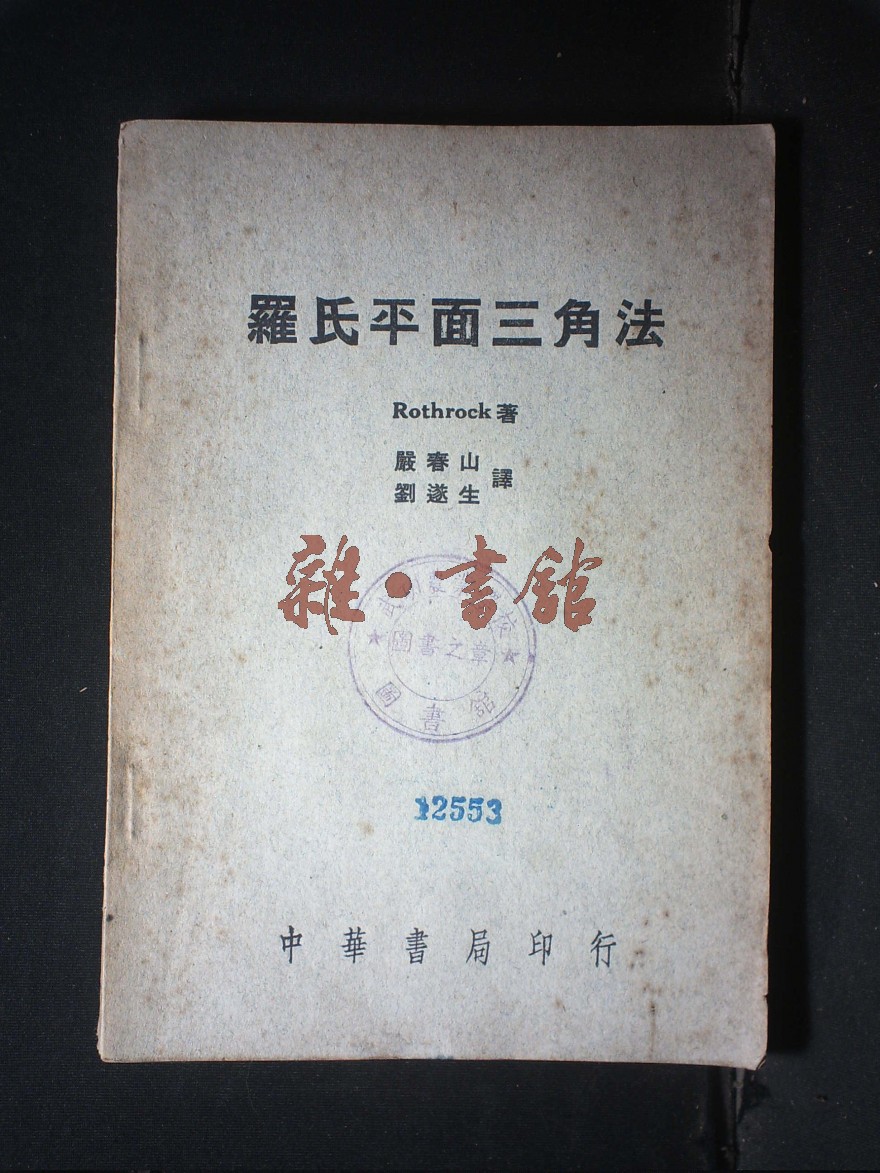 羅氏平面三角法
Rothrock 著
嚴春山
劉遂生
譯
雜·書館
圖書之章
圖書館
12553
中華書局印行